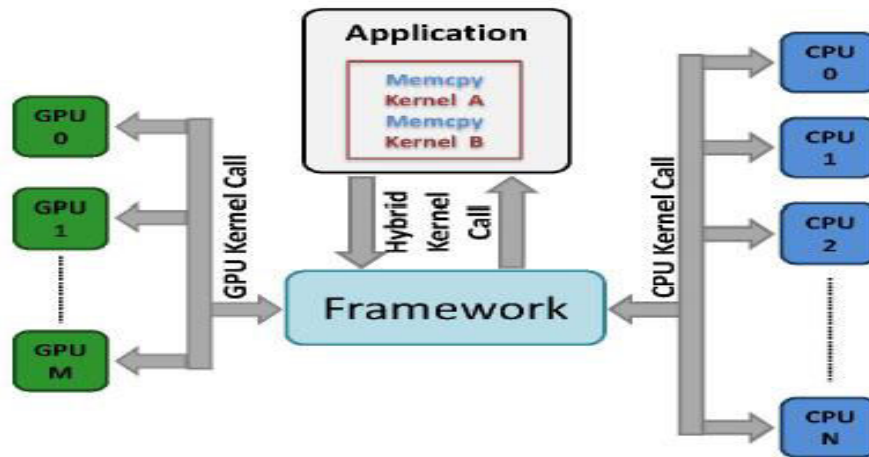 Application
Memcpy
Kernel A
Memcpy
Kernel B
GPU
0
GPU
1
GPU
M
GPU Kernel Call
Hybrid
Kernel
Call
Framework
CPU Kernel Call
CPU
0
CPU
1
CPU
2
CPU
N